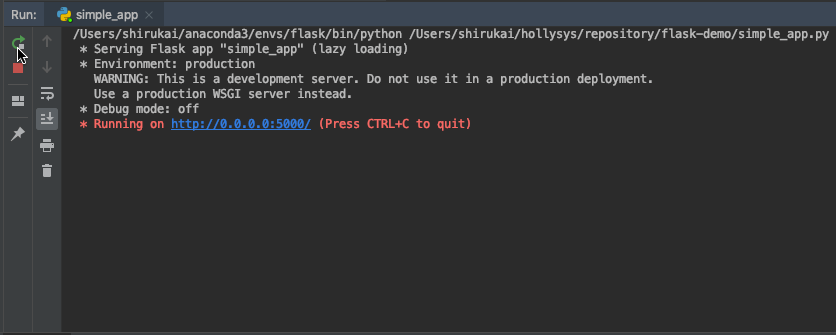 Run: simple_app
/Users/shirukai/anaconda3/envs/flask/bin/python /Users/shirukai/hollysys/repository/flask-demo/simple_app.py
* Serving Flask app "simple_app" (lazy loading)
* Environment: production
WARNING: This is a development server. Do not use it in a production deployment.
Use a production WSGI server instead.
* Debug mode: off
* Running on http://0.0.0.0:5000/ (Press CTRL+C to quit)